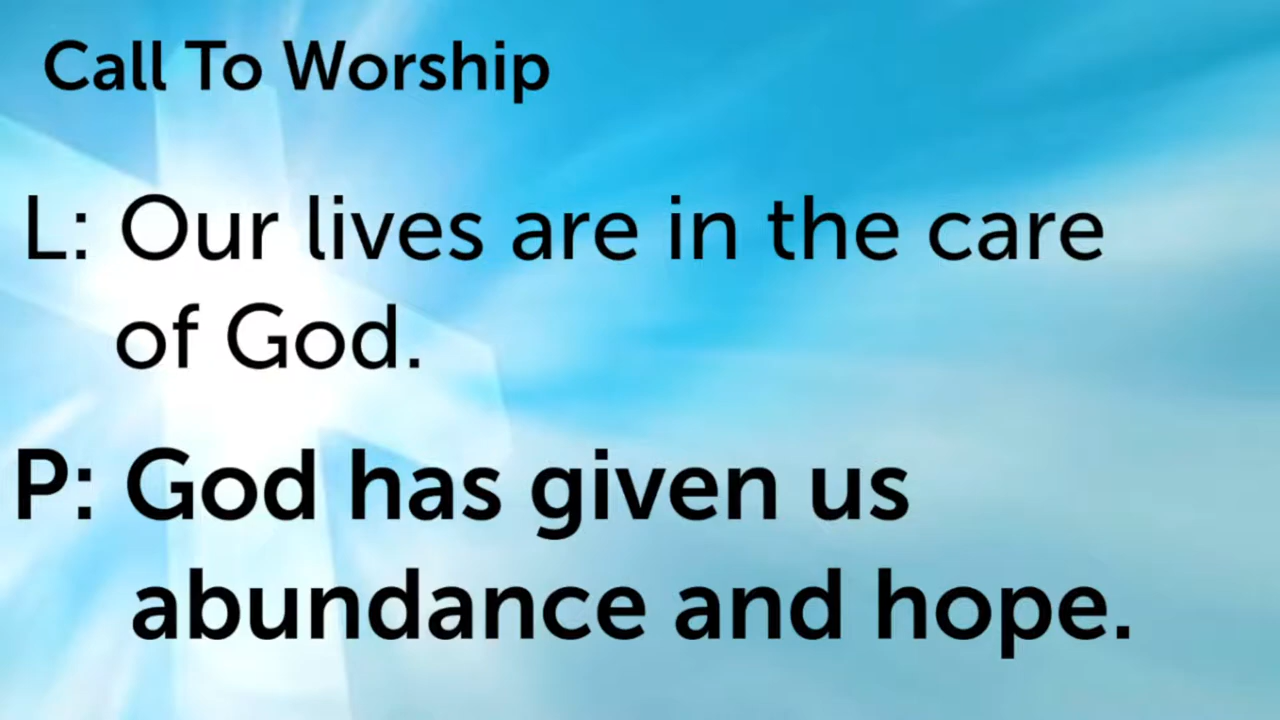 Call To Worship
L: Our lives are in the care
of God.
P: God has given us
abundance and hope.